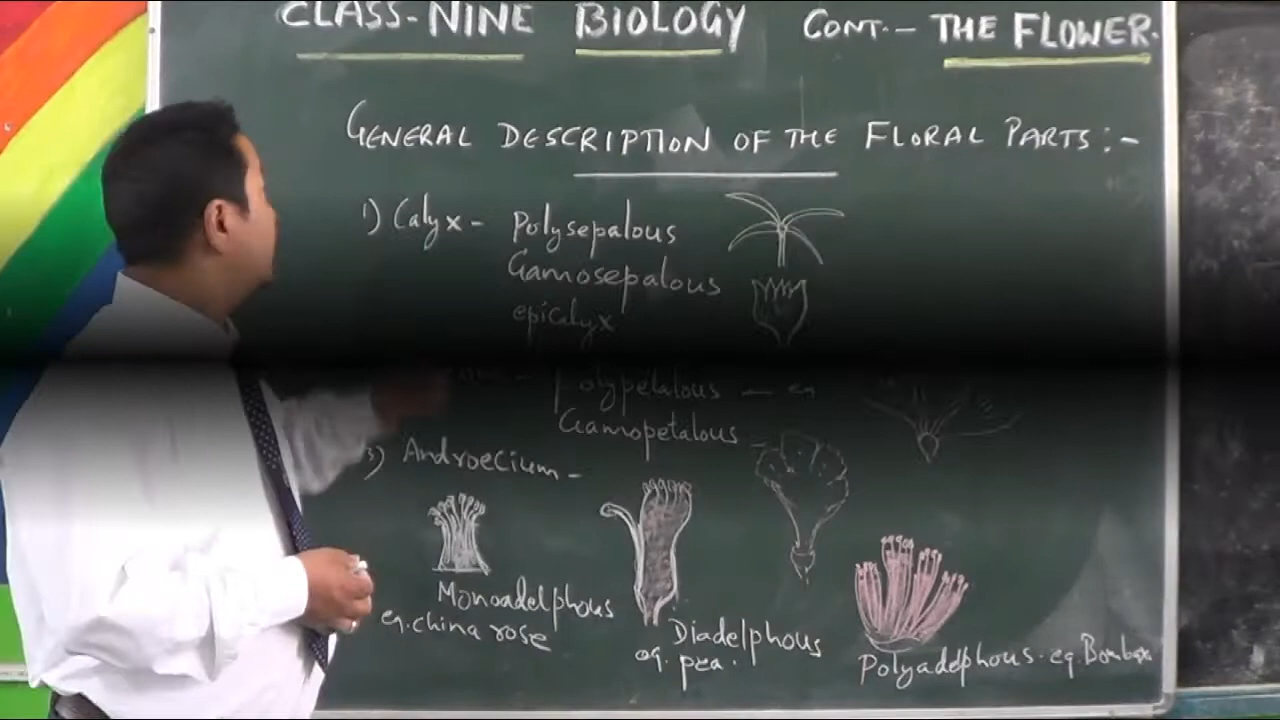 CLASS-NINE BIOLOGY CONT.- THE FLOWER.
GENERAL DESCRIPTION OF THE FLORAL PARTS:-
1) Calyx - Polysepalous
Gamosepalous
epicalyx
polypetalous - eg
Gamopetalous -
3) Androecium -
Monoadelphous
eg. china rose
Diadelphous
eg. pea.
Polyadelphous. eg. Bombax